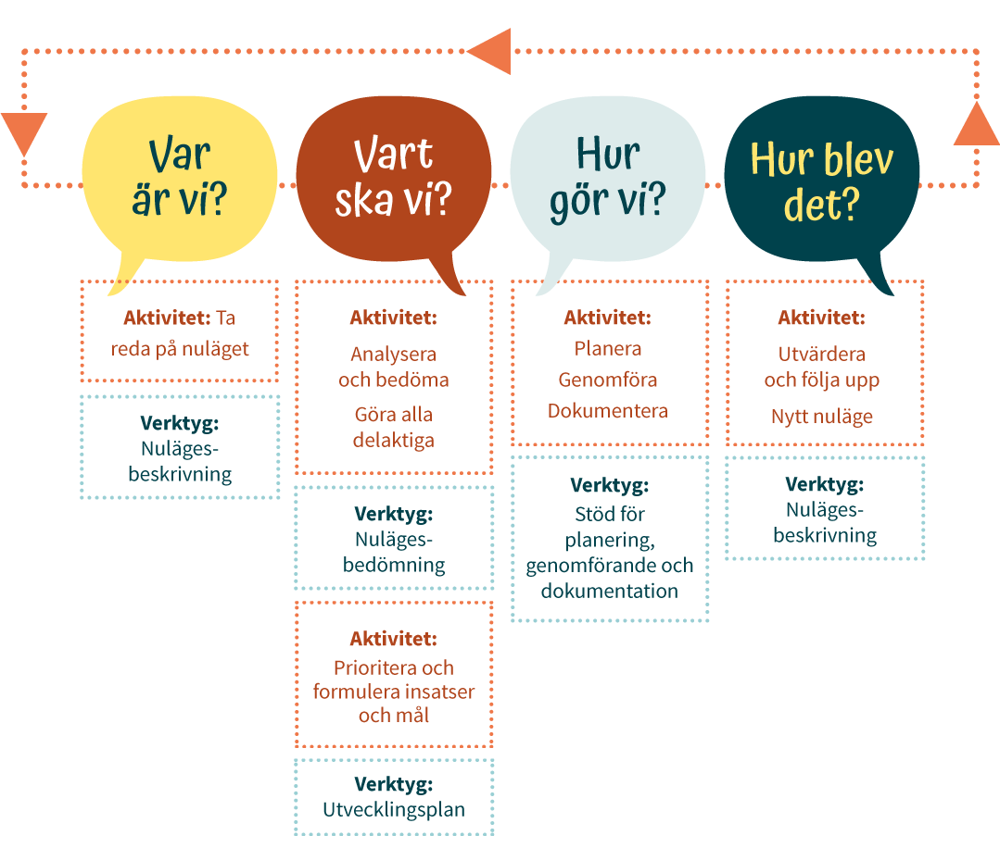 Var
är vi?
Aktivitet: Ta
reda på nuläget
Verktyg:
Nuläges-
beskrivning
Vart
ska vi?
Aktivitet:
Analysera
och bedöma
Göra alla
delaktiga
Verktyg:
Nuläges-
bedömning
Aktivitet:
Prioritera och
formulera insatser
och mål
Verktyg:
Utvecklingsplan
Hur
gör vi?
Aktivitet:
Planera
Genomföra
Dokumentera
Verktyg:
Stöd för
planering,
genomförande och
dokumentation
Hur blev
det?
Aktivitet:
Utvärdera
och följa upp
Nytt nuläge
Verktyg:
Nuläges-
beskrivning